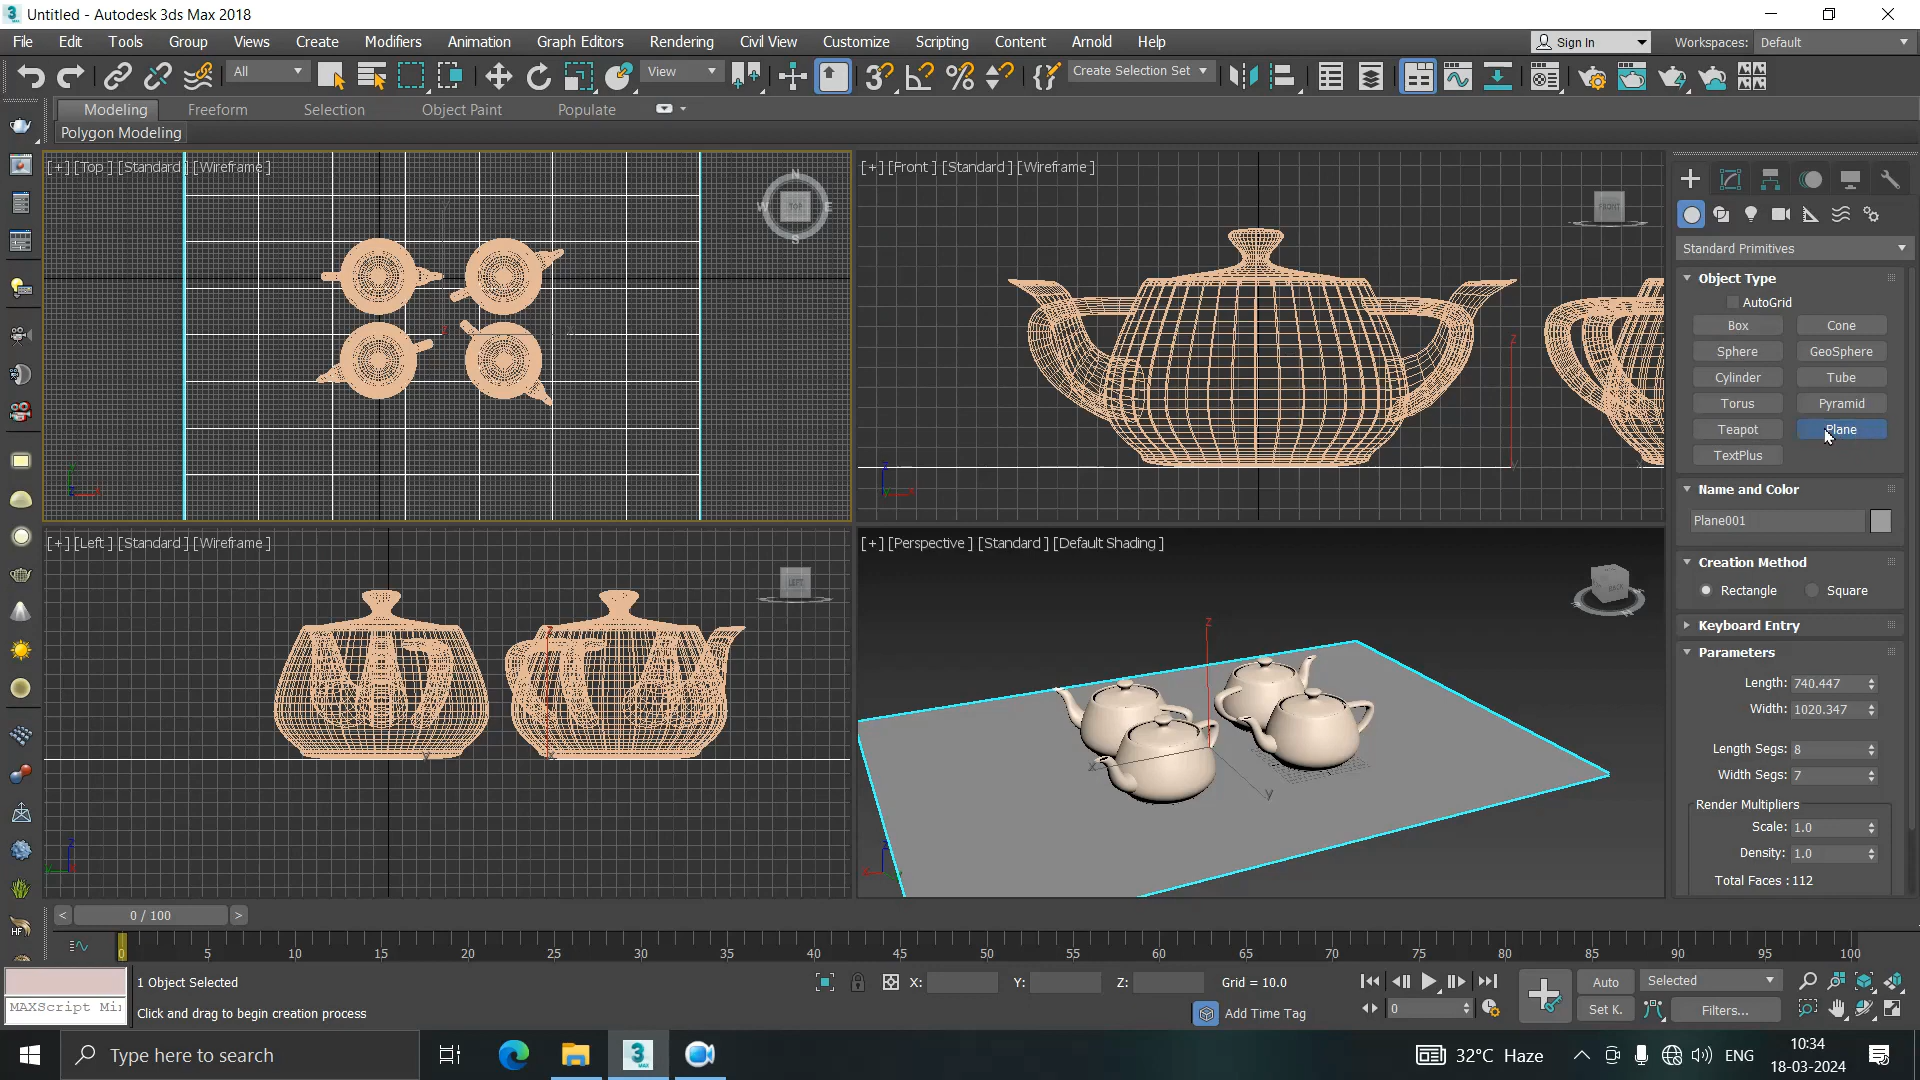 Untitled - Autodesk 3ds Max 2018
File Edit Tools Group Views Create Modifiers Animation Graph Editors Rendering Civil View Customize Scripting Content Arnold Help
Sign In Workspaces: Default
All View Create Selection Set
Modeling Freeform Selection Object Paint Populate
Polygon Modeling
[+] [Top ] [Standard ] [Wireframe ]
N
W TOP E
S
[+] [Front ] [Standard ] [Wireframe ]
FRONT
[+] [Left ] [Standard ] [Wireframe ]
LEFT
[+] [Perspective ] [Standard ] [Default Shading ]
BACK
Standard Primitives
Object Type
AutoGrid
Box Cone
Sphere GeoSphere
Cylinder Tube
Torus Pyramid
Teapot Plane
TextPlus
Name and Color
Plane001
Creation Method
Rectangle Square
Keyboard Entry
Parameters
Length: 740.447
Width: 1020.347
Length Segs: 8
Width Segs: 7
Render Multipliers
Scale: 1.0
Density: 1.0
Total Faces : 112
< 0 / 100 >
0 5 10 15 20 25 30 35 40 45 50 55 60 65 70 75 80 85 90 95 100
1 Object Selected X: Y: Z: Grid = 10.0 Auto Selected
MAXScript Mi
Click and drag to begin creation process Add Time Tag 0 Set K. Filters...
Type here to search
32°C Haze ENG
10:34
18-03-2024